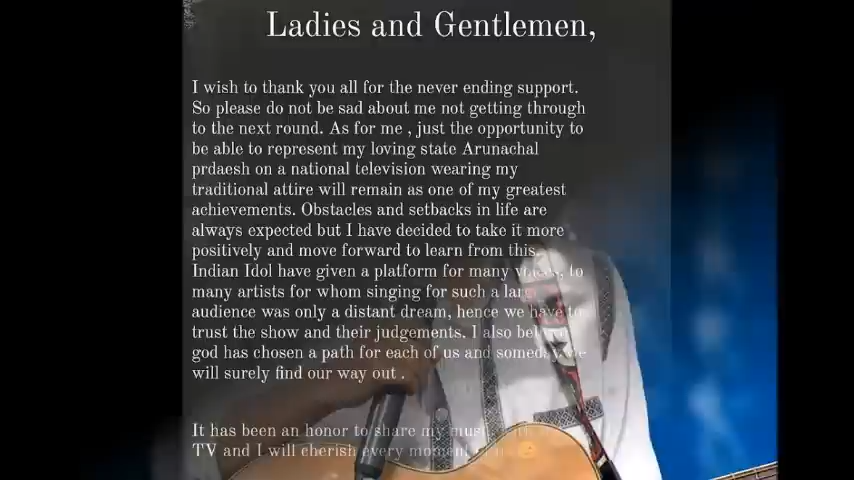 Ladies and Gentlemen,
I wish to thank you all for the never ending support.
So please do not be sad about me not getting through
to the next round. As for me , just the opportunity to
be able to represent my loving state Arunachal
prdaesh on a national television wearing my
traditional attire will remain as one of my greatest
achievements. Obstacles and setbacks in life are
always expected but I have decided to take it more
positively and move forward to learn from this.
Indian Idol have given a platform for many voices, to
many artists for whom singing for such a
audience was only a distant dream, hence we have to
trust the show and their judgements. I also
god has chosen a path for each of us and someday we
will surely find our way out .
It has been an honor to share my
TV and I will cherish every moment